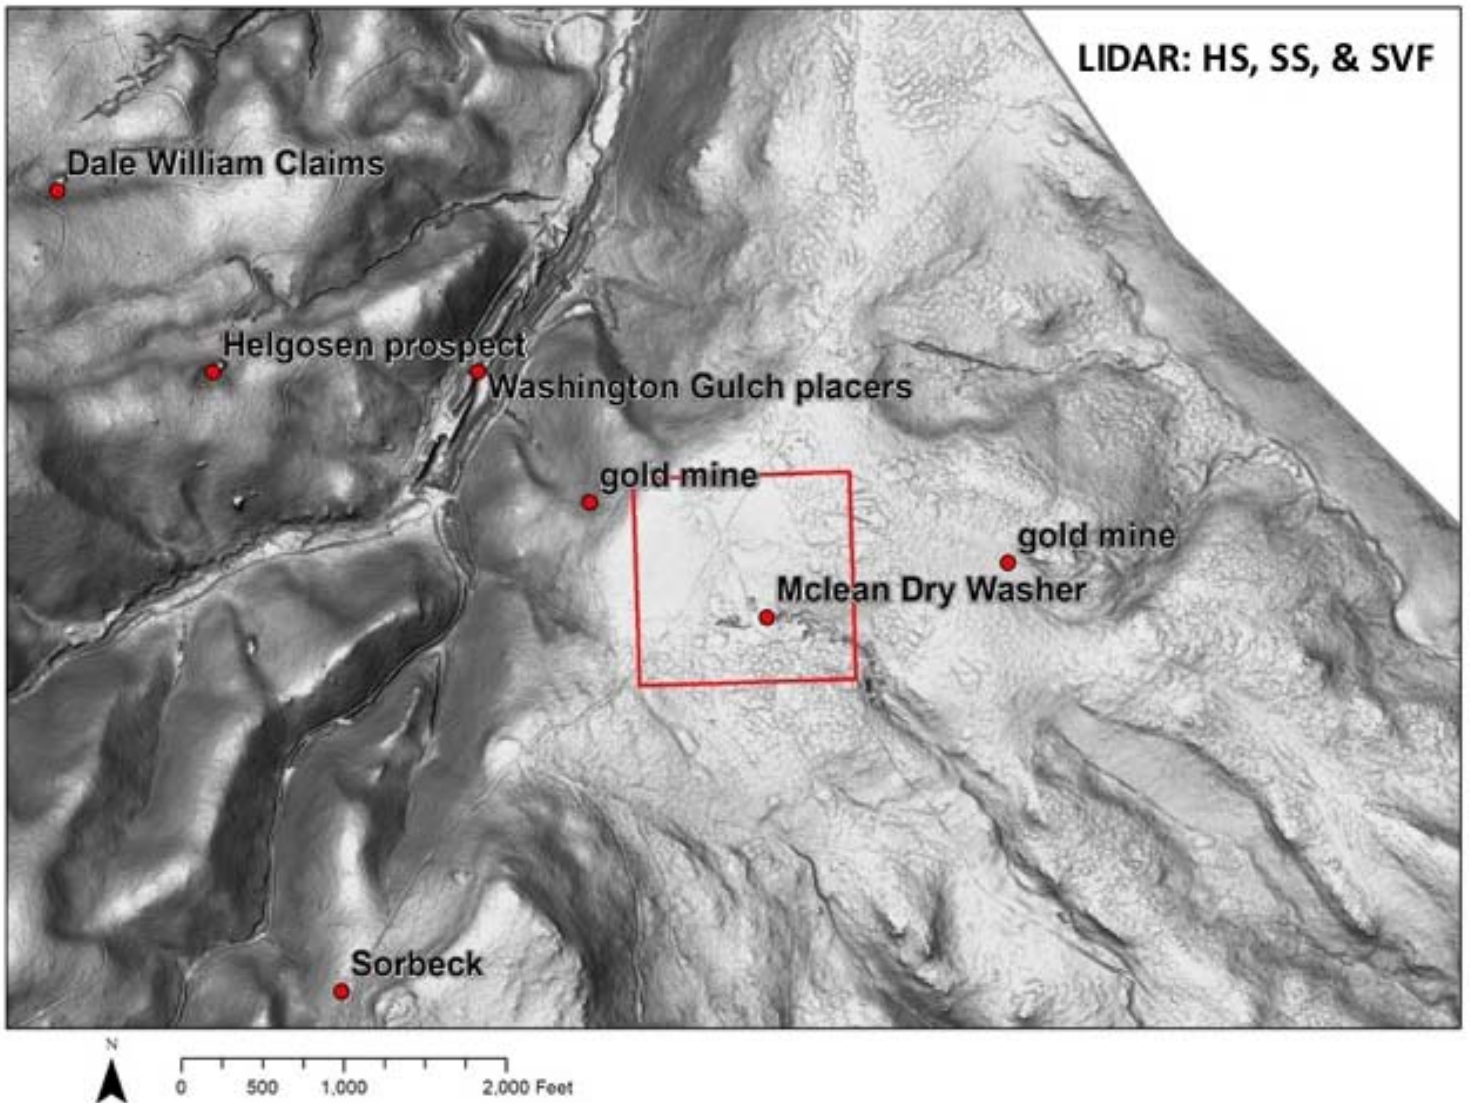 LIDAR: HS, SS, & SVF
Dale William Claims
Helgosen prospect
Washington Gulch placers
gold mine
gold mine
Mclean Dry Washer
Sorbeck
N
0 500 1,000 2,000 Feet